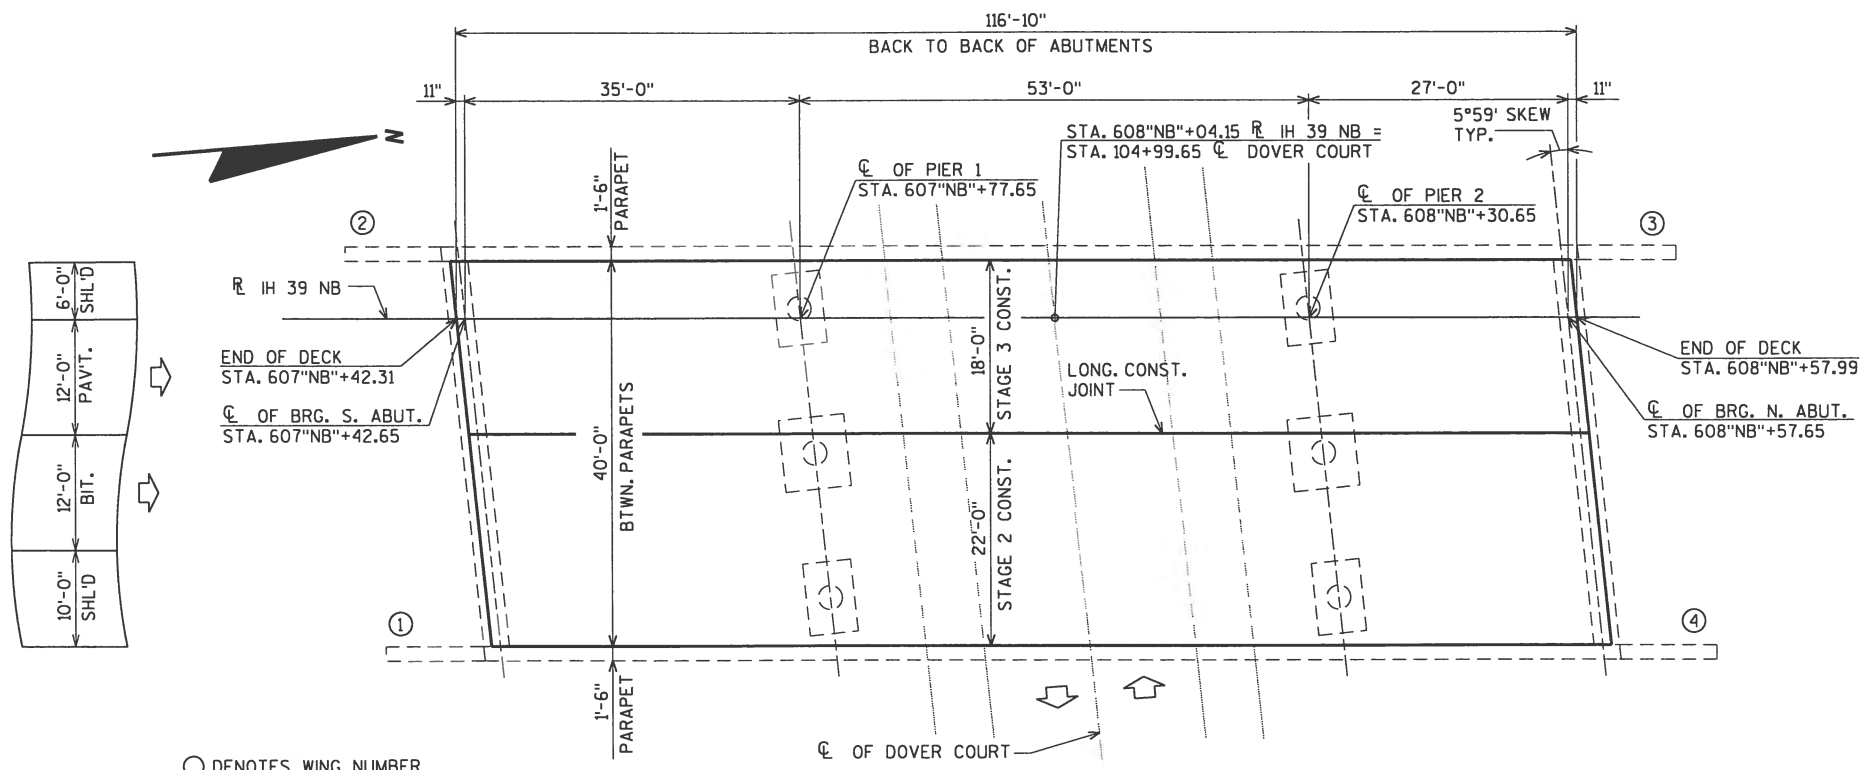 116'-10"
BACK TO BACK OF ABUTMENTS
11"
35'-0"
53'-0"
27'-0"
11"
5°59' SKEW
TYP.
N
STA. 608"NB"+04.15 ℞ IH 39 NB =
STA. 104+99.65 ℄ DOVER COURT
℄ OF PIER 1
STA. 607"NB"+77.65
℄ OF PIER 2
STA. 608"NB"+30.65
1'-6"
PARAPET
2
3
6'-0"
SHL'D
12'-0"
PAV'T.
12'-0"
BIT.
10'-0"
SHL'D
℞ IH 39 NB
END OF DECK
STA. 607"NB"+42.31
℄ OF BRG. S. ABUT.
STA. 607"NB"+42.65
40'-0"
BTWN. PARAPETS
18'-0"
STAGE 3 CONST.
LONG. CONST.
JOINT
22'-0"
STAGE 2 CONST.
END OF DECK
STA. 608"NB"+57.99
℄ OF BRG. N. ABUT.
STA. 608"NB"+57.65
1
4
1'-6"
PARAPET
℄ OF DOVER COURT
○ DENOTES WING NUMBER